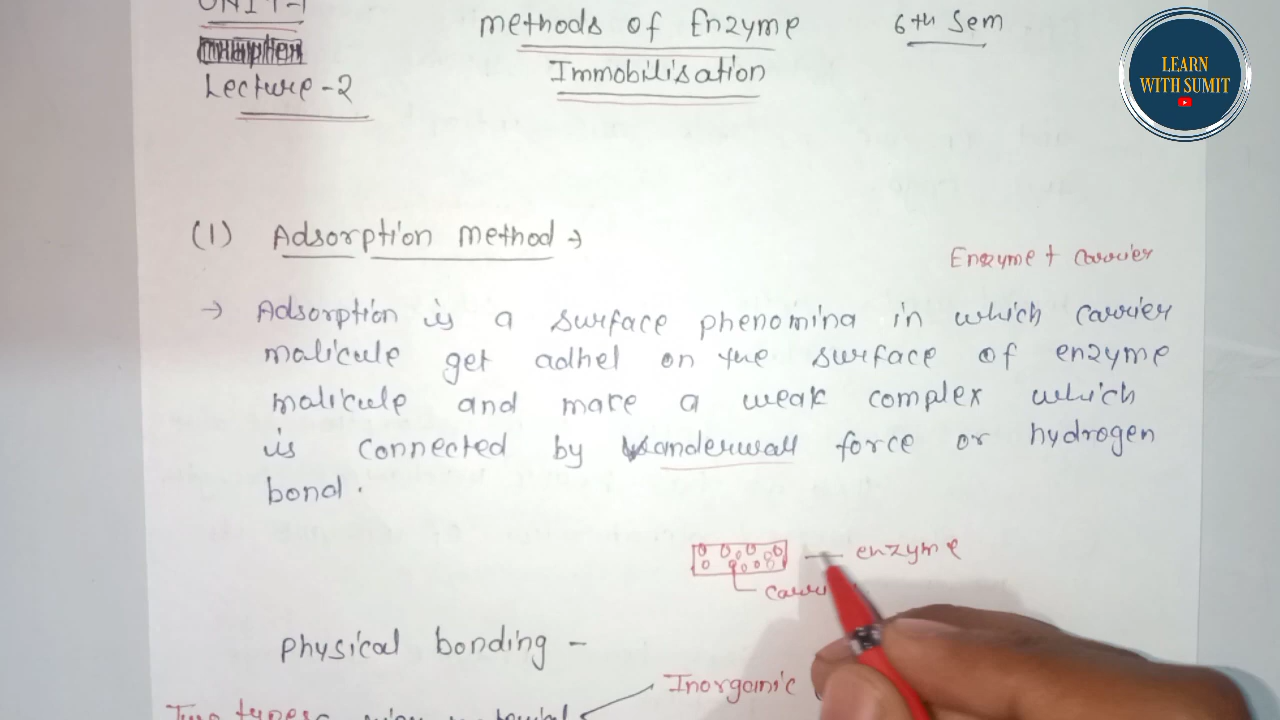 UNIT-1
methods of Enzyme
6th Sem
Immobilisation
Lecture-2
LEARN
WITH SUMIT
(1) Adsorption method →
Enzyme + carrier
→ Adsorption is a surface phenomina in which carrier
malicule get adhel on the surface of enzyme
malicule and make a weak complex which
is connected by Vanderwall force or hydrogen
bond.
enzyme
Physical bonding -
Inorganic
Two types